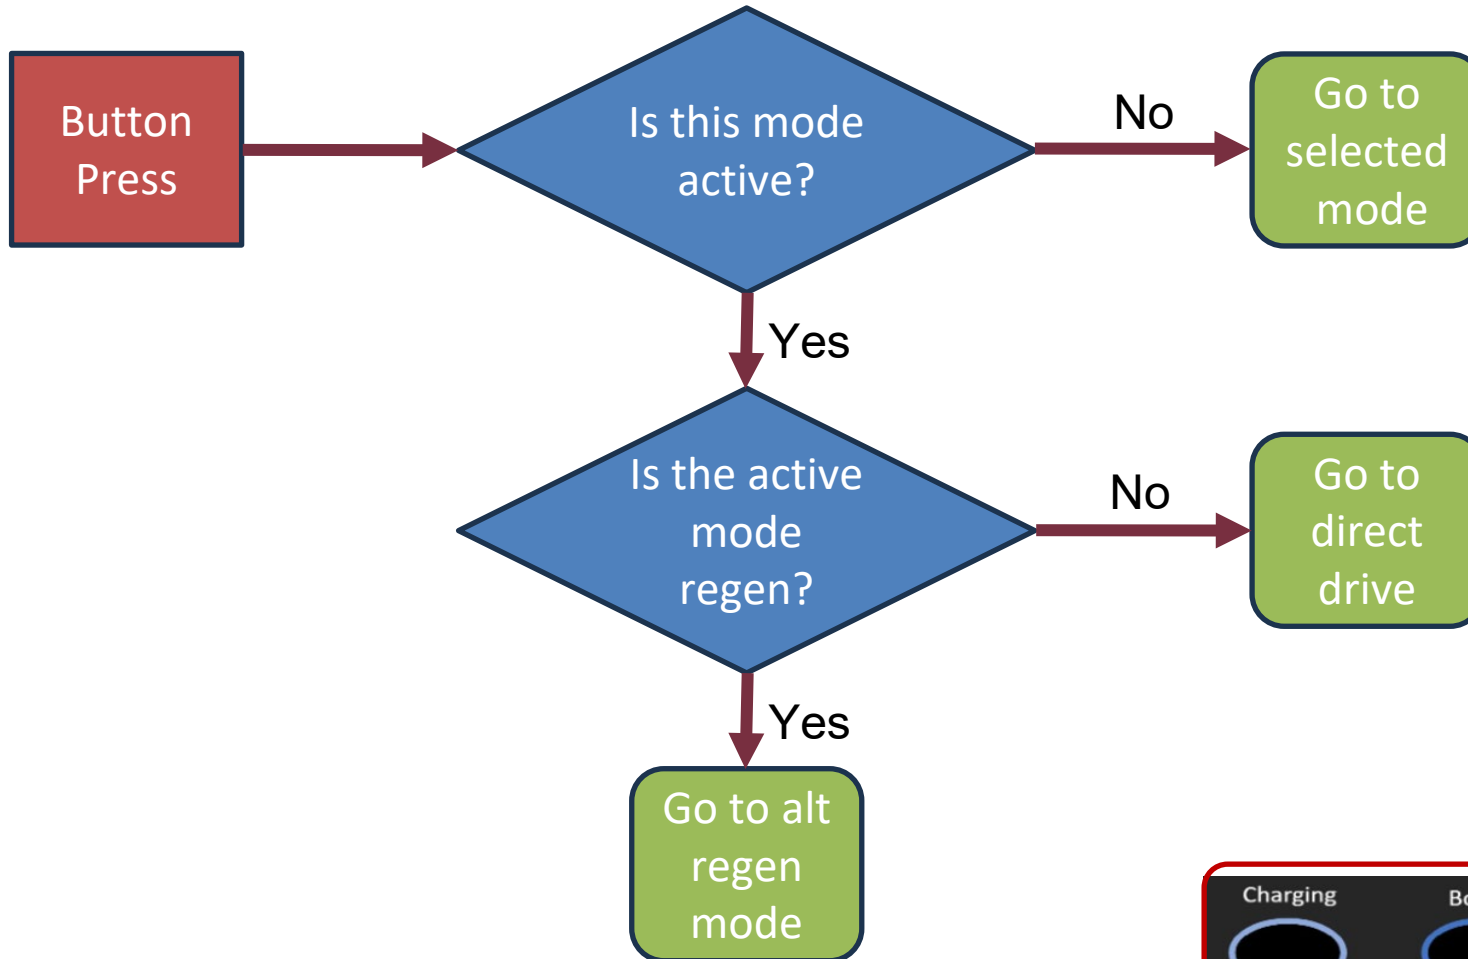 Button
Press
Is this mode
active?
No
Go to
selected
mode
Yes
Is the active
mode
regen?
No
Go to
direct
drive
Yes
Go to alt
regen
mode
Charging